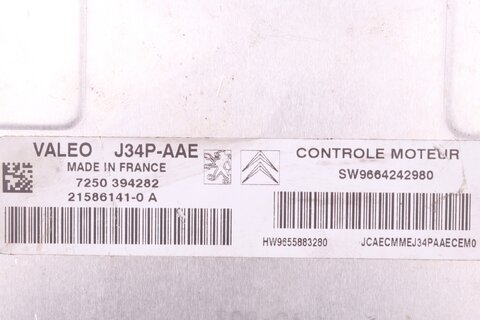 VALEO J34P-AAE
MADE IN FRANCE
7250 394282
21586141-0 A
CONTROLE MOTEUR
SW9664242980
HW9655883280 JCAECMMEJ34PAAECEM0